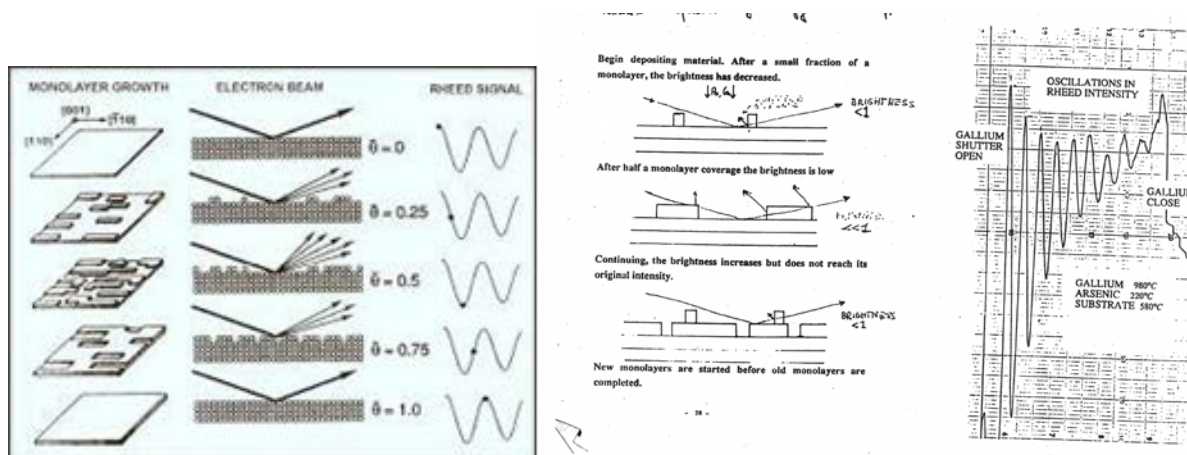 MONOLAYER GROWTH
ELECTRON BEAM
RHEED SIGNAL
[001]
[1̄10]
[110]
θ̄ = 0
θ̄ = 0.25
θ̄ = 0.5
θ̄ = 0.75
θ̄ = 1.0
Begin depositing material. After a small fraction of a
monolayer, the brightness has decreased.
BRIGHTNESS
<1
After half a monolayer coverage the brightness is low
<<1
Continuing, the brightness increases but does not reach its
original intensity.
BRIGHTNESS
<1
New monolayers are started before old monolayers are
completed.
- 28 -
OSCILLATIONS IN
RHEED INTENSITY
GALLIUM
SHUTTER
OPEN
GALLIU
CLOSE
GALLIUM 980°C
ARSENIC 220°C
SUBSTRATE 580°C